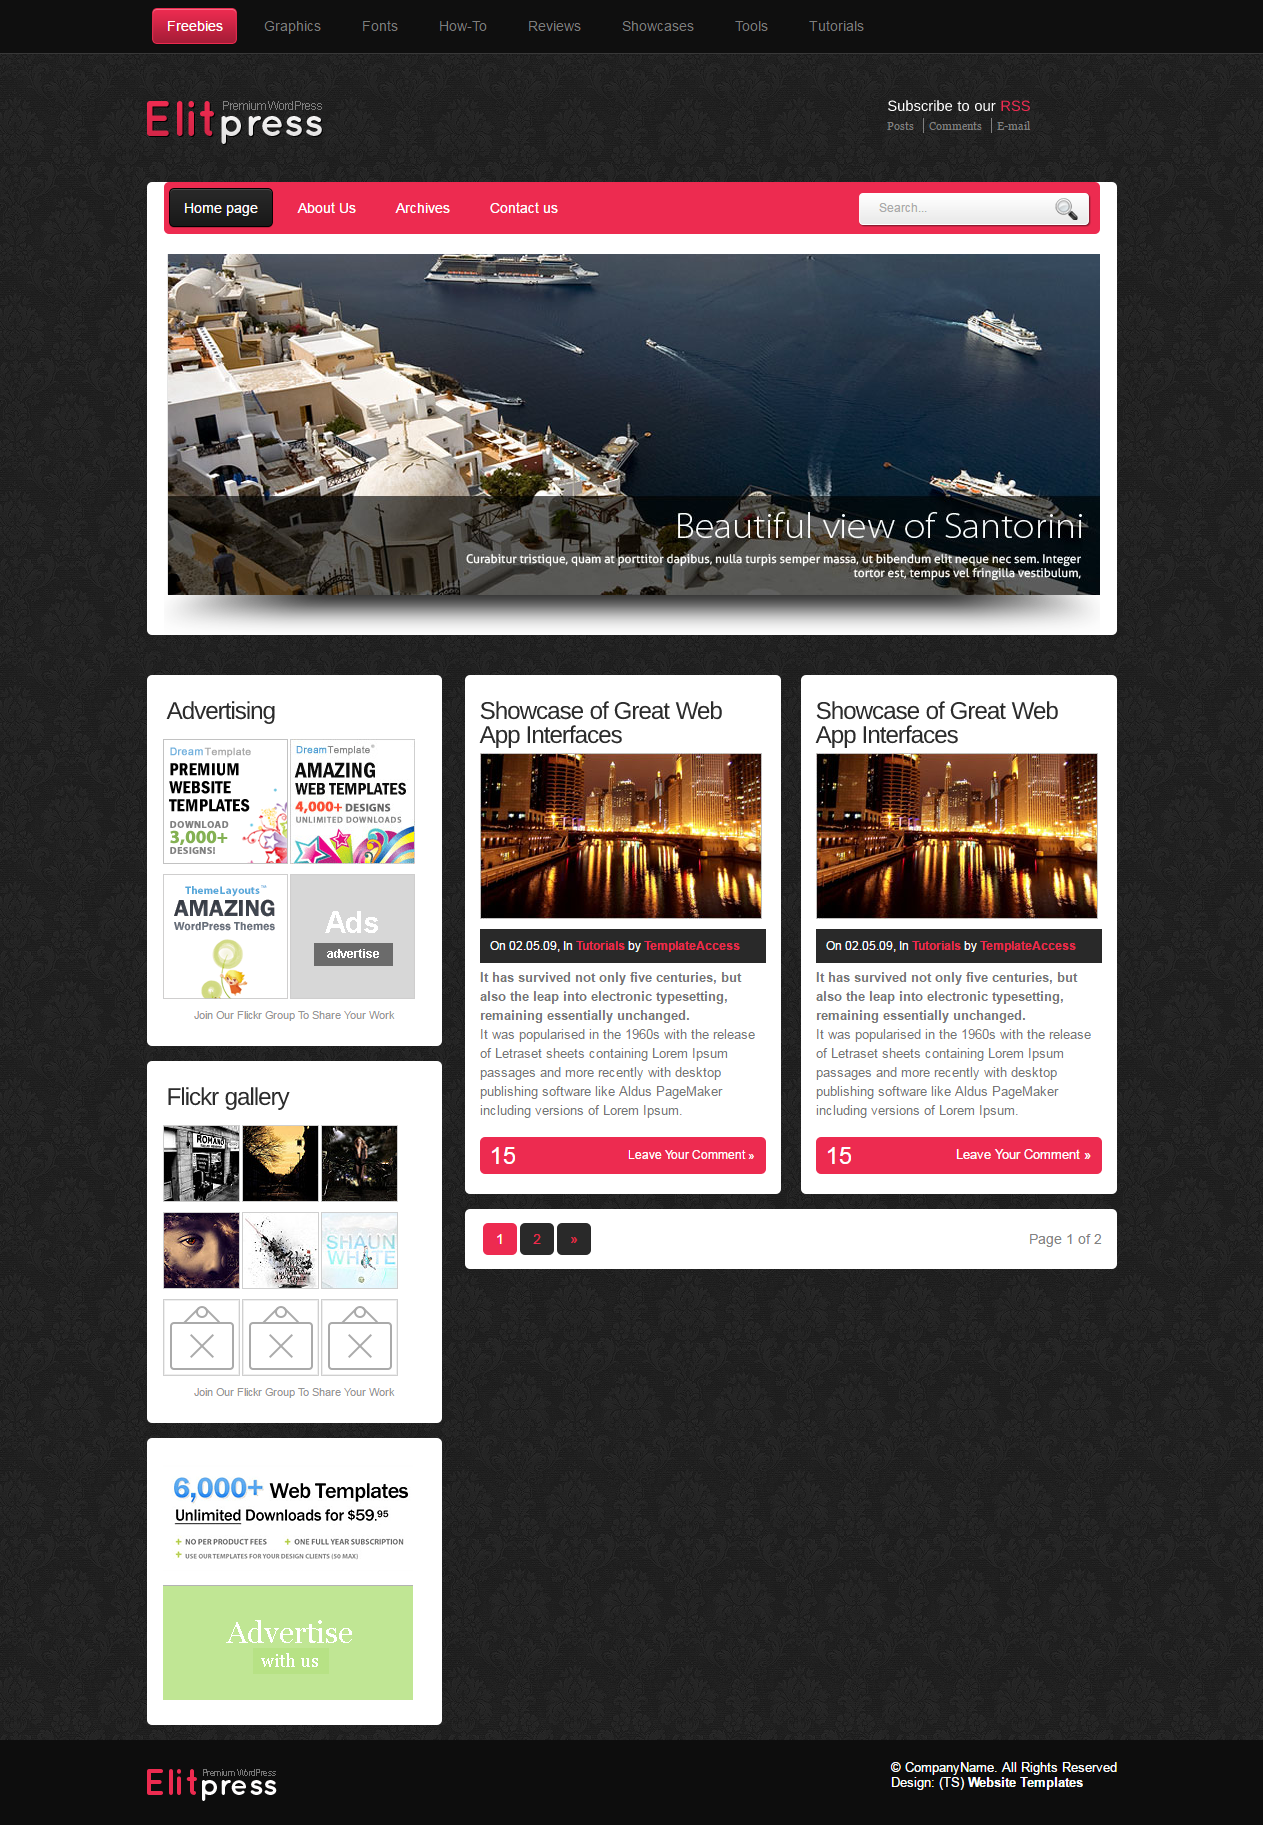 Freebies Graphics Fonts How-To Reviews Showcases Tools Tutorials
Premium WordPress
Elitpress
Subscribe to our RSS
Posts Comments E-mail
Home page About Us Archives Contact us Search...
Beautiful view of Santorini
Curabitur tristique, quam at porttitor dapibus, nulla turpis semper massa, ut bibendum elit neque nec sem. Integer
tortor est, tempus vel fringilla vestibulum,
Advertising
DreamTemplate
PREMIUM
WEBSITE
TEMPLATES
DOWNLOAD
3,000+
DESIGNS!
DreamTemplate®
AMAZING
WEB TEMPLATES
4,000+ DESIGNS
UNLIMITED DOWNLOADS
ThemeLayouts™
AMAZING
WordPress Themes
Ads
advertise
Join Our Flickr Group To Share Your Work
Flickr gallery
ROMANO
SHAUN
WHITE
Join Our Flickr Group To Share Your Work
6,000+ Web Templates
Unlimited Downloads for $59.95
+ NO PER PRODUCT FEES + ONE FULL YEAR SUBSCRIPTION
+ USE OUR TEMPLATES FOR YOUR DESIGN CLIENTS (50 MAX)
Advertise
with us
Showcase of Great Web
App Interfaces
On 02.05.09, In Tutorials by TemplateAccess
It has survived not only five centuries, but
also the leap into electronic typesetting,
remaining essentially unchanged.
It was popularised in the 1960s with the release
of Letraset sheets containing Lorem Ipsum
passages and more recently with desktop
publishing software like Aldus PageMaker
including versions of Lorem Ipsum.
15 Leave Your Comment »
Showcase of Great Web
App Interfaces
On 02.05.09, In Tutorials by TemplateAccess
It has survived not only five centuries, but
also the leap into electronic typesetting,
remaining essentially unchanged.
It was popularised in the 1960s with the release
of Letraset sheets containing Lorem Ipsum
passages and more recently with desktop
publishing software like Aldus PageMaker
including versions of Lorem Ipsum.
15 Leave Your Comment »
1 2 » Page 1 of 2
Premium WordPress
Elitpress
© CompanyName. All Rights Reserved
Design: (TS) Website Templates